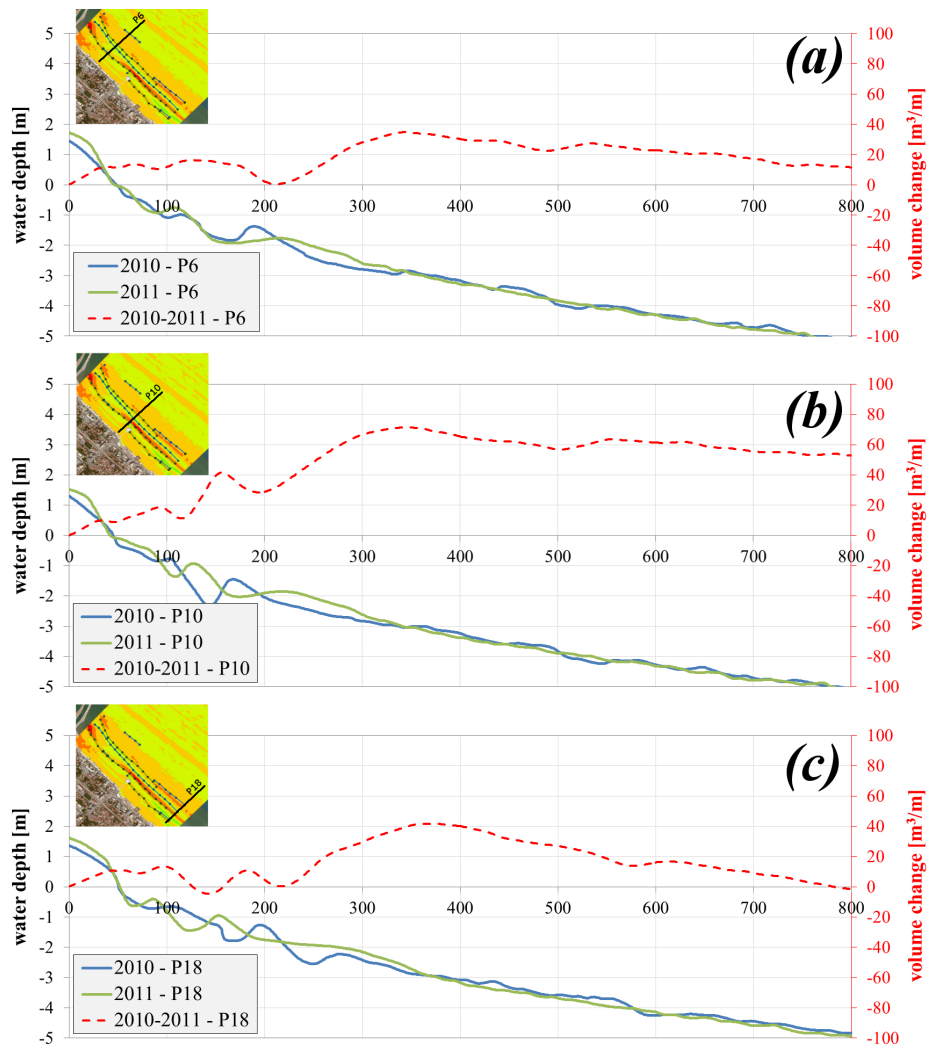 P6
(a)
water depth [m]
5
4
3
2
1
0
-1
-2
-3
-4
-5
0 100 200 300 400 500 600 700 800
100
80
60
40
20
0
-20
-40
-60
-80
-100
volume change [m³/m]
2010 - P6
2011 - P6
2010-2011 - P6
P10
(b)
water depth [m]
5
4
3
2
1
0
-1
-2
-3
-4
-5
0 100 200 300 400 500 600 700 800
100
80
60
40
20
0
-20
-40
-60
-80
-100
volume change [m³/m]
2010 - P10
2011 - P10
2010-2011 - P10
P18
(c)
water depth [m]
5
4
3
2
1
0
-1
-2
-3
-4
-5
0 100 200 300 400 500 600 700 800
100
80
60
40
20
0
-20
-40
-60
-80
-100
volume change [m³/m]
2010 - P18
2011 - P18
2010-2011 - P18